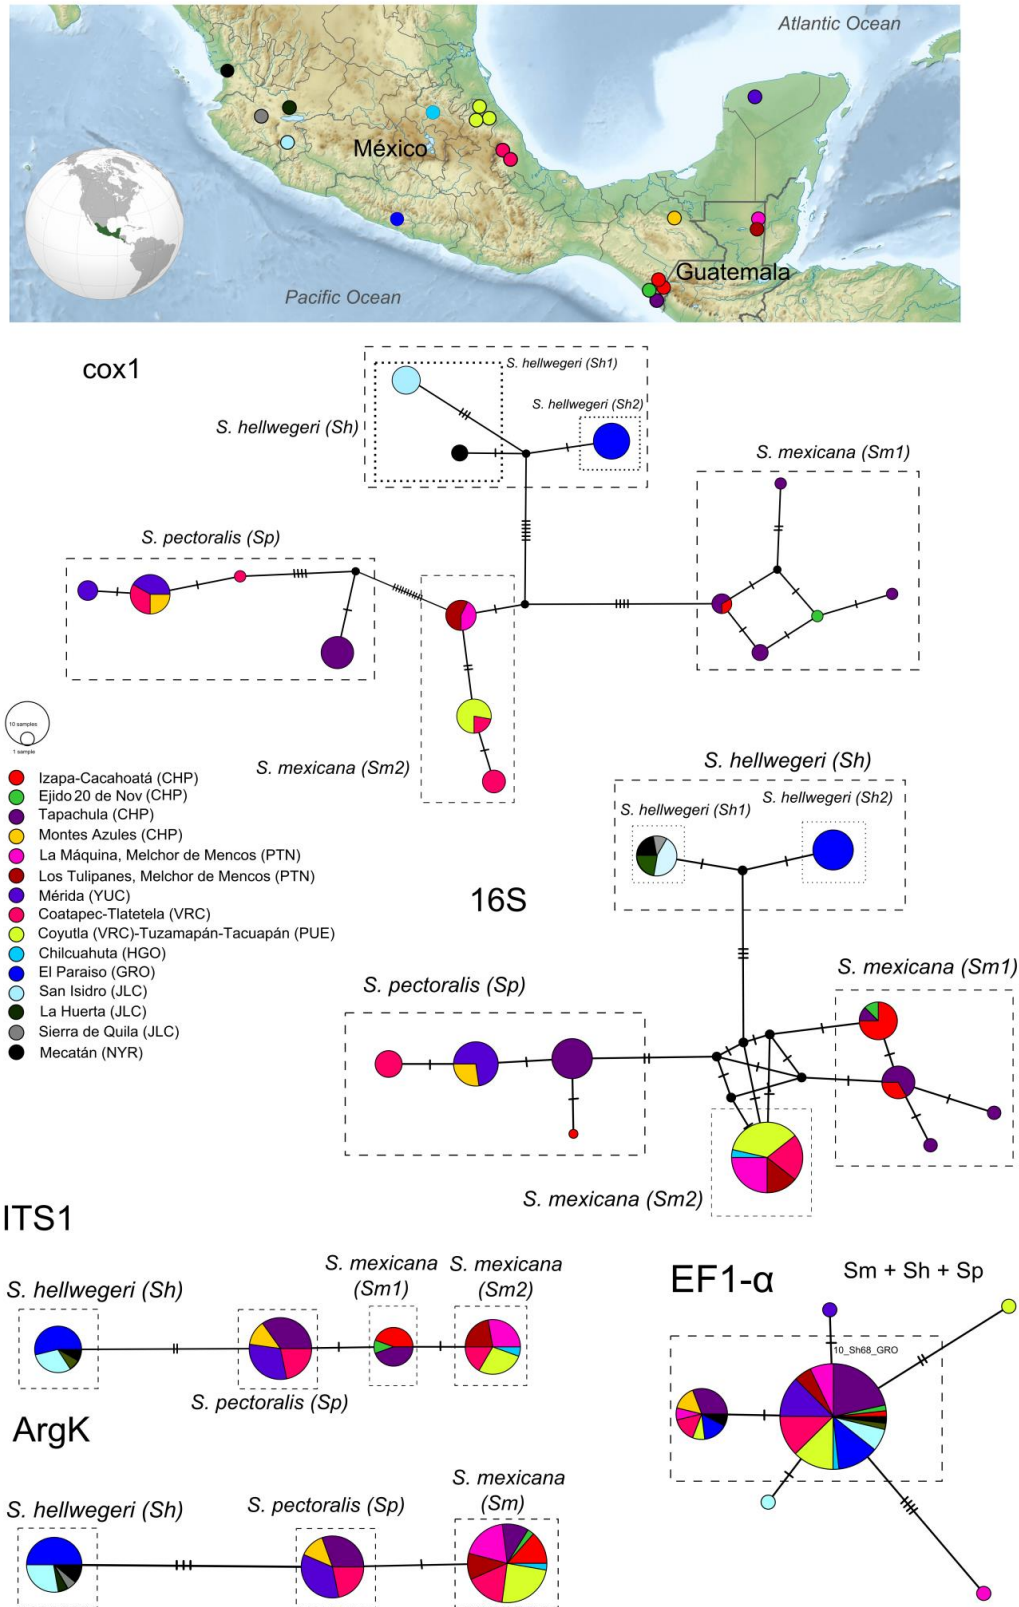 Atlantic Ocean
México
Guatemala
Pacific Ocean
cox1
S. hellwegeri (Sh1)
S. hellwegeri (Sh2)
S. hellwegeri (Sh)
S. mexicana (Sm1)
S. pectoralis (Sp)
S. mexicana (Sm2)
10 samples
1 sample
Izapa-Cacahoatá (CHP)
Ejido 20 de Nov (CHP)
Tapachula (CHP)
Montes Azules (CHP)
La Máquina, Melchor de Mencos (PTN)
Los Tulipanes, Melchor de Mencos (PTN)
Mérida (YUC)
Coatapec-Tlatetela (VRC)
Coyutla (VRC)-Tuzamapán-Tacuapán (PUE)
Chilcuahuta (HGO)
El Paraiso (GRO)
San Isidro (JLC)
La Huerta (JLC)
Sierra de Quila (JLC)
Mecatán (NYR)
S. hellwegeri (Sh)
S. hellwegeri (Sh1)
S. hellwegeri (Sh2)
16S
S. pectoralis (Sp)
S. mexicana (Sm1)
S. mexicana (Sm2)
ITS1
S. hellwegeri (Sh)
S. mexicana
(Sm1)
S. mexicana
(Sm2)
S. pectoralis (Sp)
EF1-α
Sm + Sh + Sp
10_Sh68_GRO
ArgK
S. hellwegeri (Sh)
S. pectoralis (Sp)
S. mexicana
(Sm)